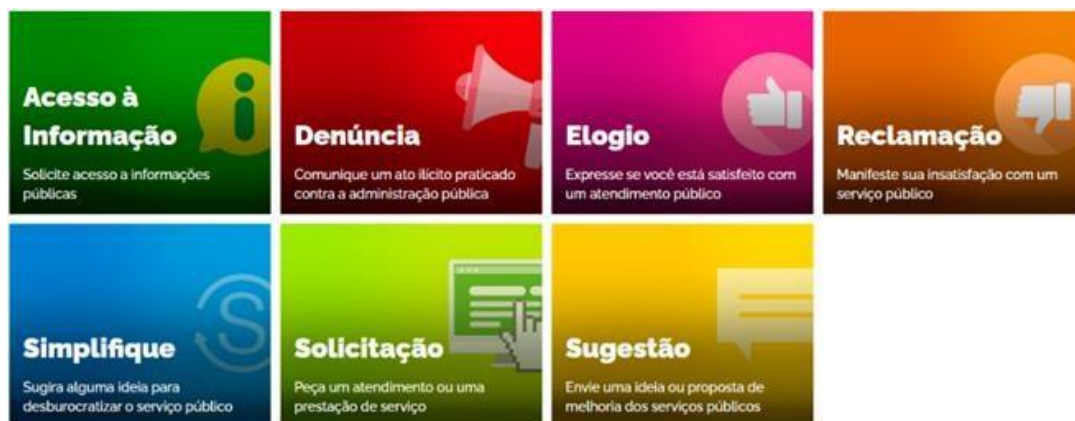 Acesso à
Informação
Solicite acesso a informações
públicas
Denúncia
Comunique um ato ilícito praticado
contra a administração pública
Elogio
Expresse se você está satisfeito com
um atendimento público
Reclamação
Manifeste sua insatisfação com um
serviço público
Simplifique
Sugira alguma ideia para
desburocratizar o serviço público
Solicitação
Peça um atendimento ou uma
prestação de serviço
Sugestão
Envie uma ideia ou proposta de
melhoria dos serviços públicos